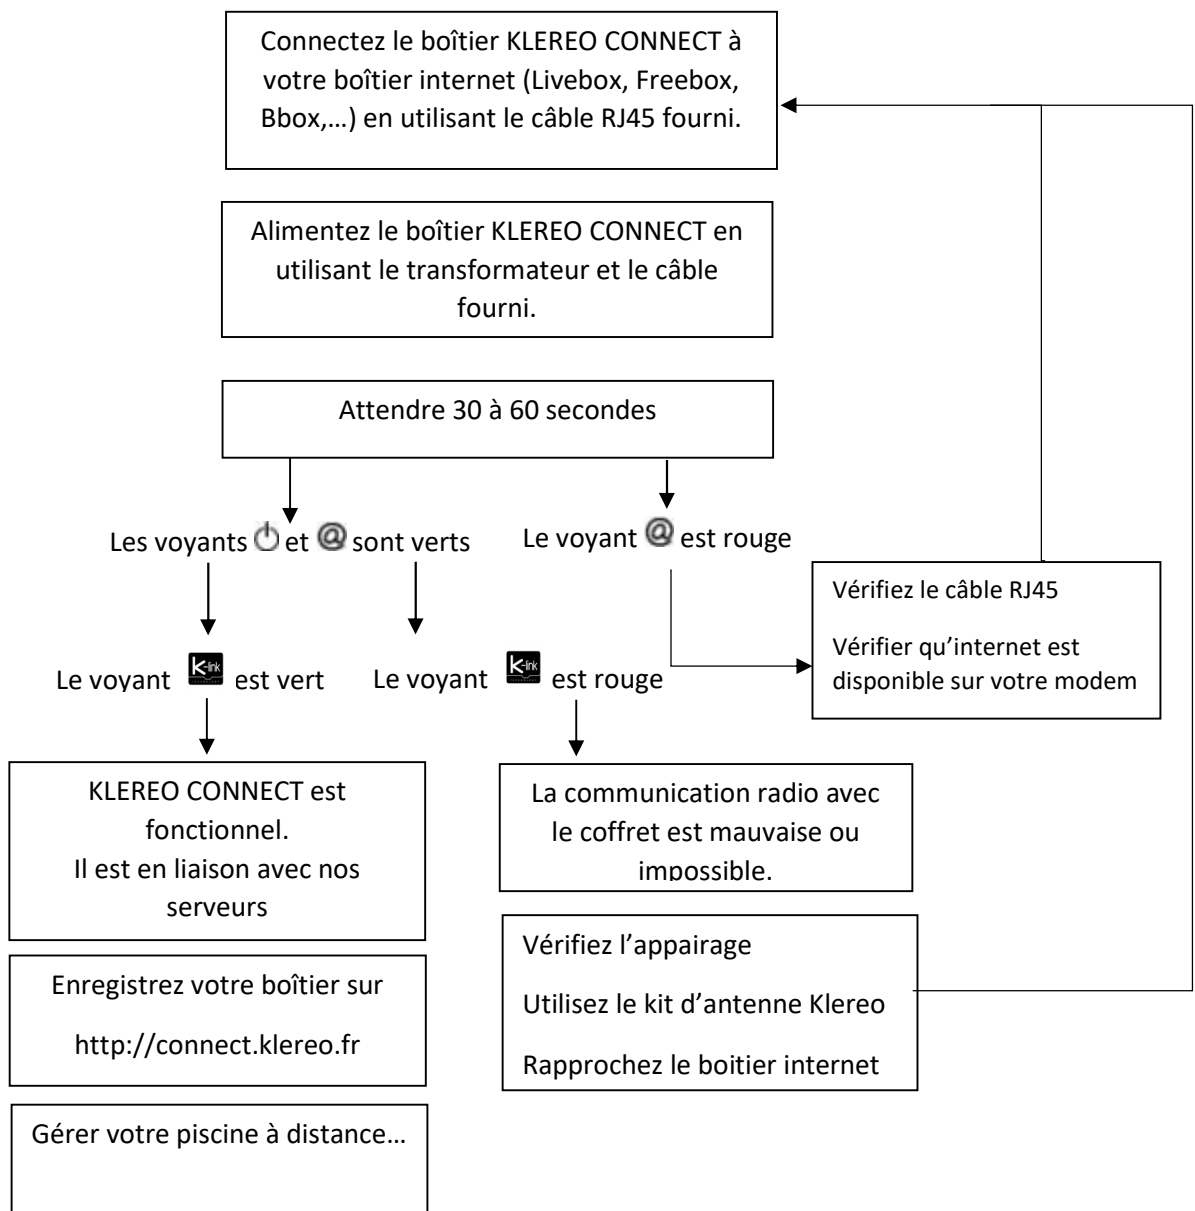 Connectez le boîtier KLEREO CONNECT à
votre boîtier internet (Livebox, Freebox,
Bbox,…) en utilisant le câble RJ45 fourni.
Alimentez le boîtier KLEREO CONNECT en
utilisant le transformateur et le câble
fourni.
Attendre 30 à 60 secondes
Les voyants et @ sont verts
Le voyant @ est rouge
Vérifiez le câble RJ45
Vérifier qu’internet est
disponible sur votre modem
Le voyant K-link est vert
Le voyant K-link est rouge
KLEREO CONNECT est
fonctionnel.
Il est en liaison avec nos
serveurs
La communication radio avec
le coffret est mauvaise ou
impossible.
Enregistrez votre boîtier sur
http://connect.klereo.fr
Vérifiez l’appairage
Utilisez le kit d’antenne Klereo
Rapprochez le boitier internet
Gérer votre piscine à distance…